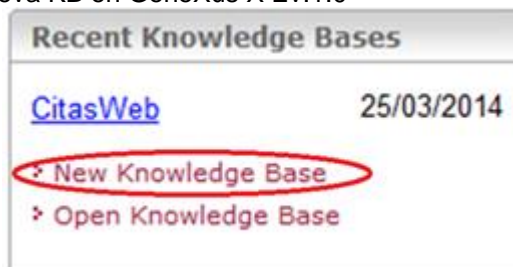 Recent Knowledge Bases
CitasWeb 25/03/2014
New Knowledge Base
Open Knowledge Base